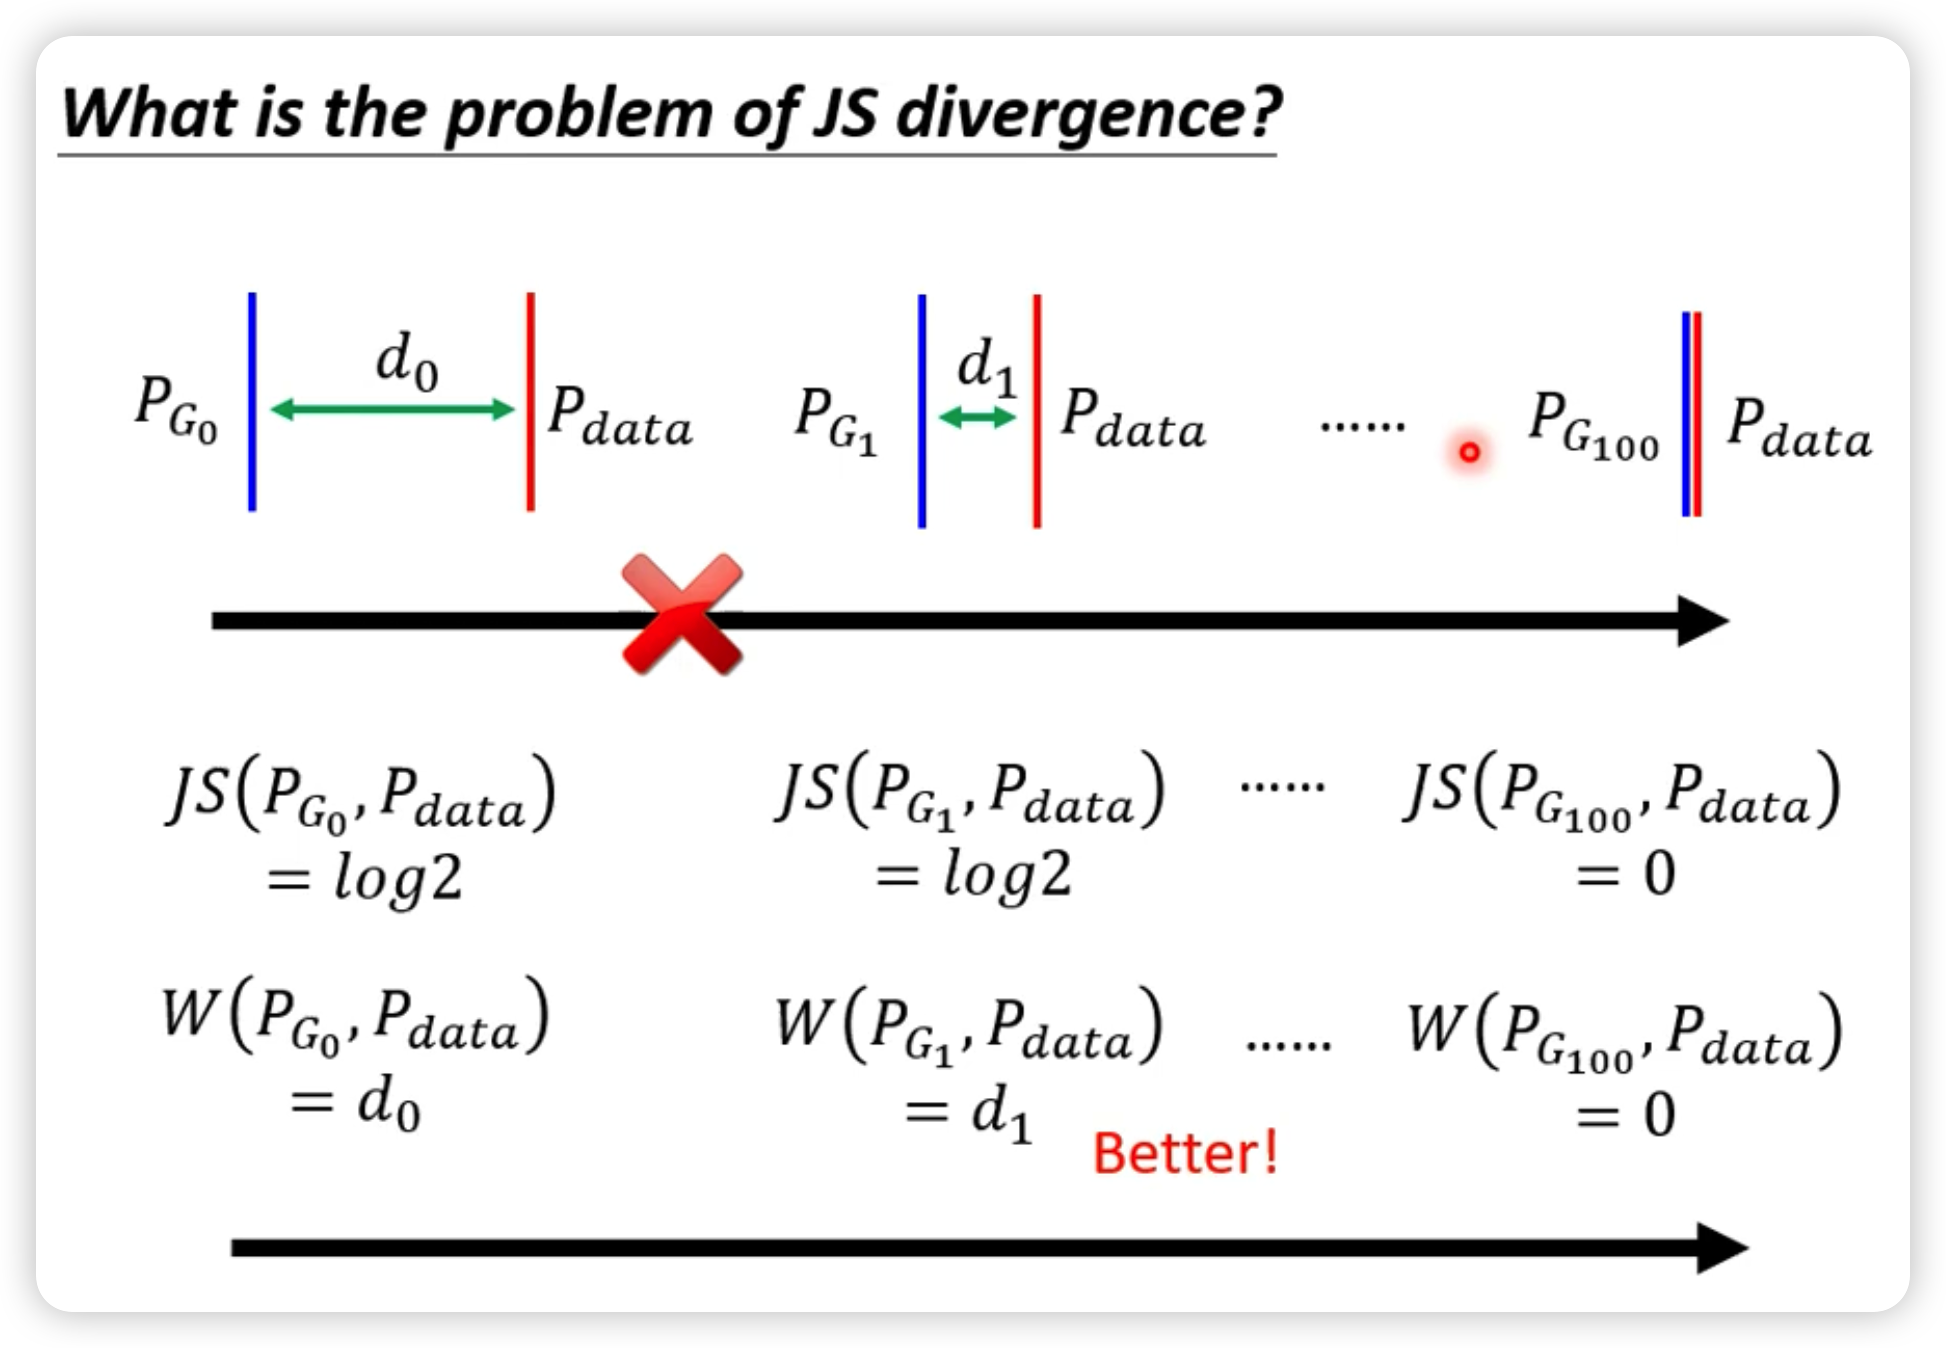 What is the problem of JS divergence?
P_{G_0} d_0 P_{data} P_{G_1} d_1 P_{data} …… P_{G_{100}} P_{data}
JS(P_{G_0}, P_{data}) JS(P_{G_1}, P_{data}) …… JS(P_{G_{100}}, P_{data})
= log2 = log2 = 0
W(P_{G_0}, P_{data}) W(P_{G_1}, P_{data}) …… W(P_{G_{100}}, P_{data})
= d_0 = d_1 = 0
Better!